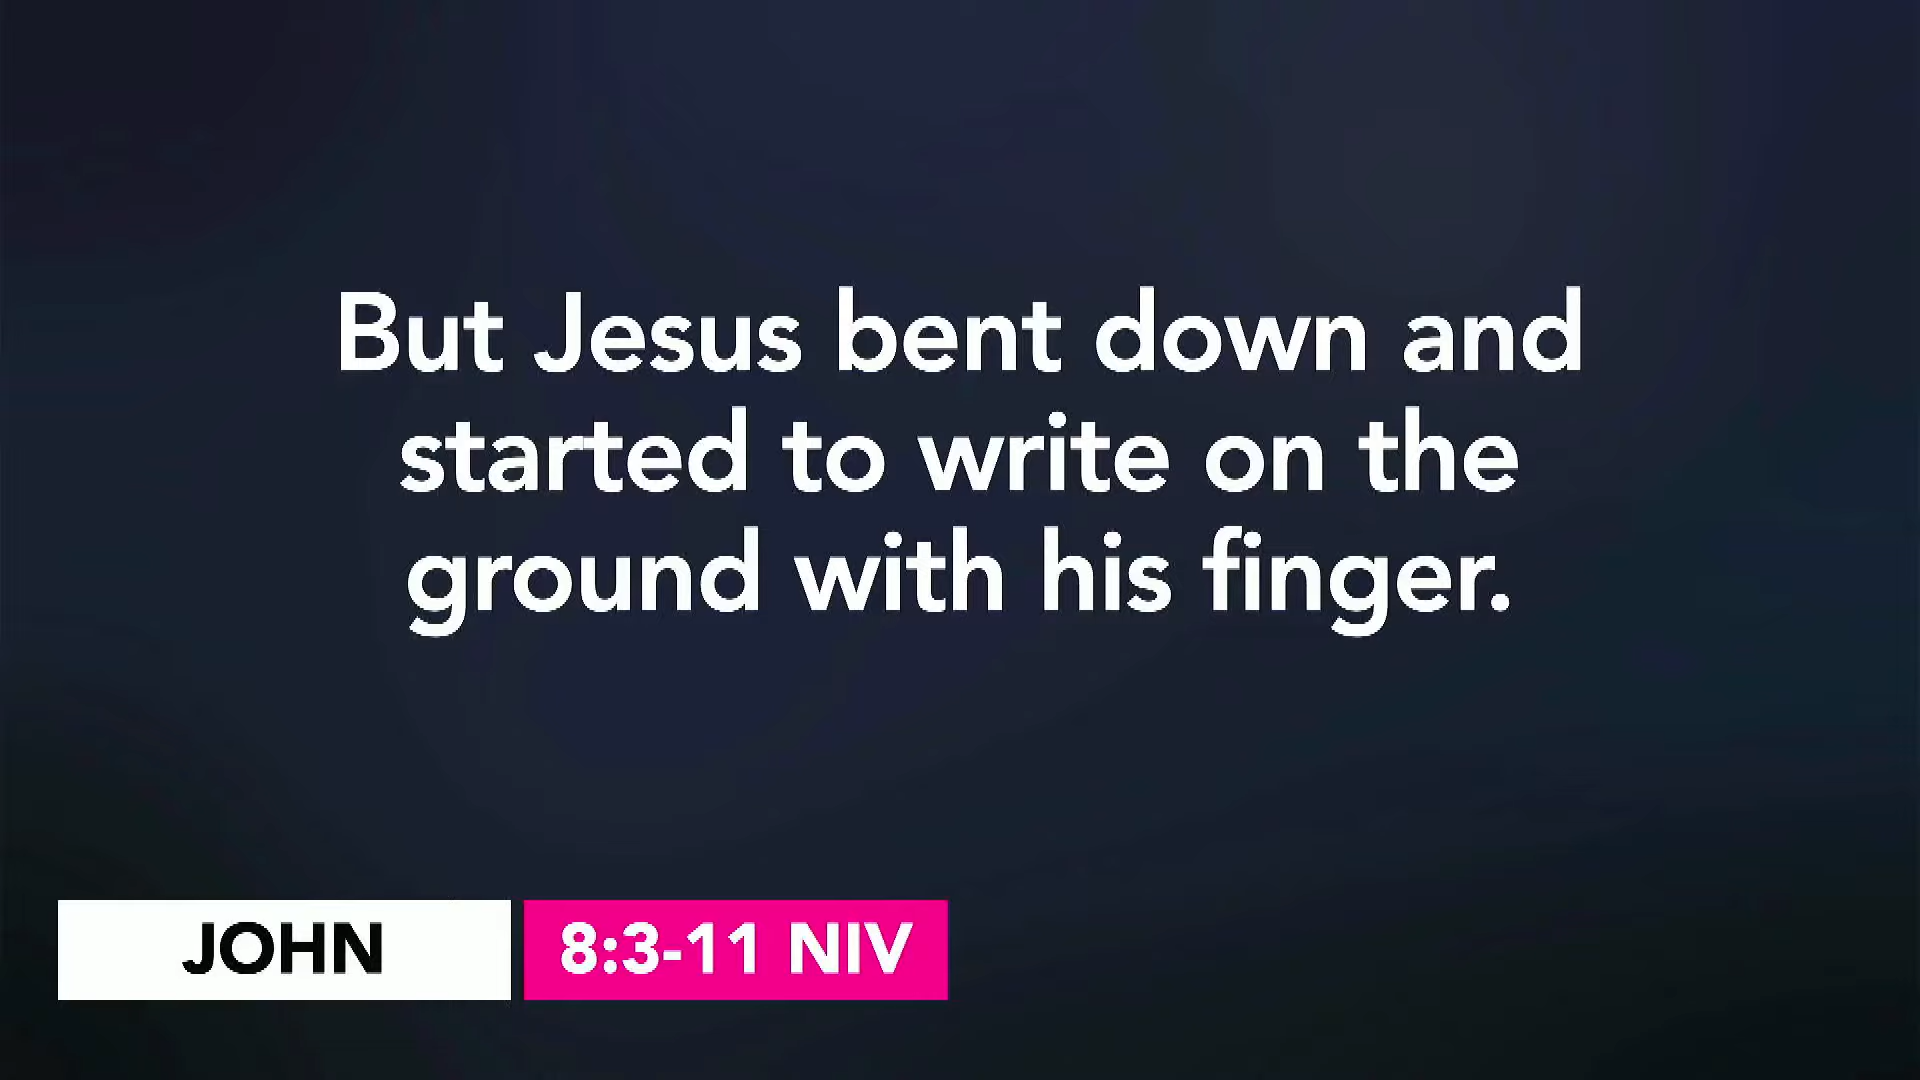 But Jesus bent down and
started to write on the
ground with his finger.
JOHN 8:3-11 NIV